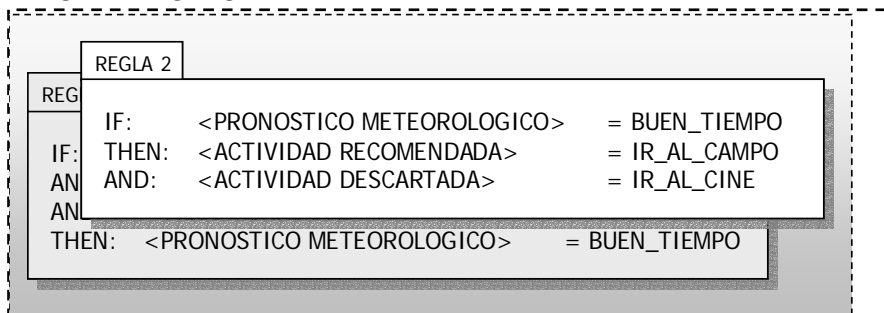 REGLA 2
REG
IF: <PRONOSTICO METEOROLOGICO> = BUEN_TIEMPO
THEN: <ACTIVIDAD RECOMENDADA> = IR_AL_CAMPO
AND: <ACTIVIDAD DESCARTADA> = IR_AL_CINE
IF:
AN
AN
THEN: <PRONOSTICO METEOROLOGICO> = BUEN_TIEMPO